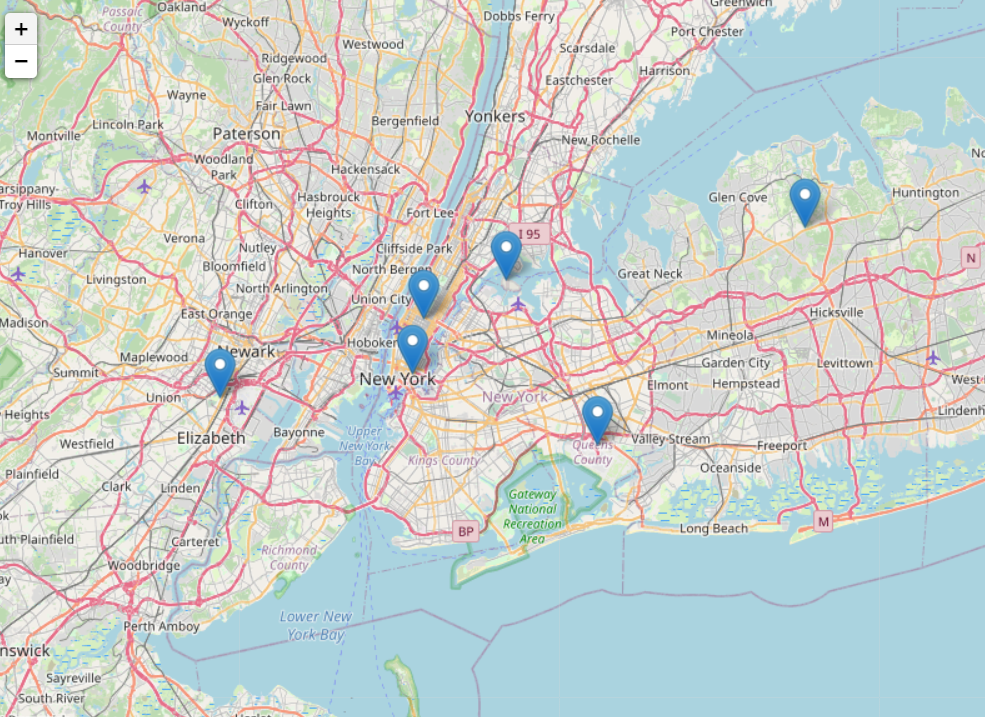 Passaic
County
Oakland
Wyckoff
Dobbs Ferry
Greenwich
Port Chester
+
−
Westwood
Scarsdale
Ridgewood
Glen Rock
Harrison
Eastchester
Wayne
Fair Lawn
Yonkers
Lincoln Park
Bergenfield
Montville
Paterson
New Rochelle
Woodland
Park
Hackensack
arsippany-
Troy Hills
Clifton
Hasbrouck
Heights
Glen Cove
Huntington
Fort Lee
I 95
Verona
Nutley
Cliffside Park
Hanover
Bloomfield
North Bergen
Great Neck
N
Livingston
North Arlington
Union City
East Orange
Hicksville
Madison
Hoboken
Mineola
Newark
Maplewood
Garden City
Levittown
Summit
New York
Elmont
Hempstead
West
Union
New York
Heights
Lindenh
Elizabeth
Bayonne
Upper
New York
Bay
Valley Stream
Westfield
Queens
County
Freeport
Kings County
Plainfield
Oceanside
Clark
Linden
Gateway
National
Recreation
Area
M
BP
Long Beach
uth Plainfield
Carteret
Richmond
County
Woodbridge
Lower New
York Bay
Perth Amboy
nswick
Sayreville
South River